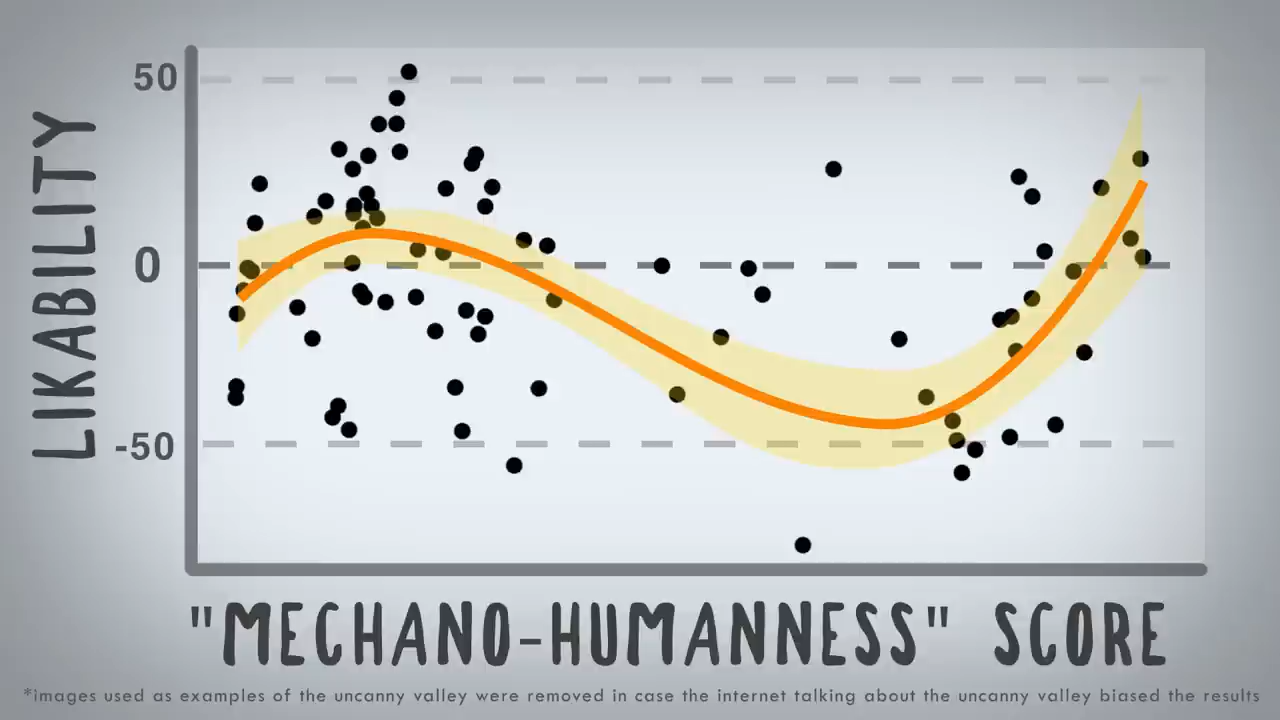 50
0
-50
LIKABILITY
"MECHANO-HUMANNESS" SCORE
*images used as examples of the uncanny valley were removed in case the internet talking about the uncanny valley biased the results